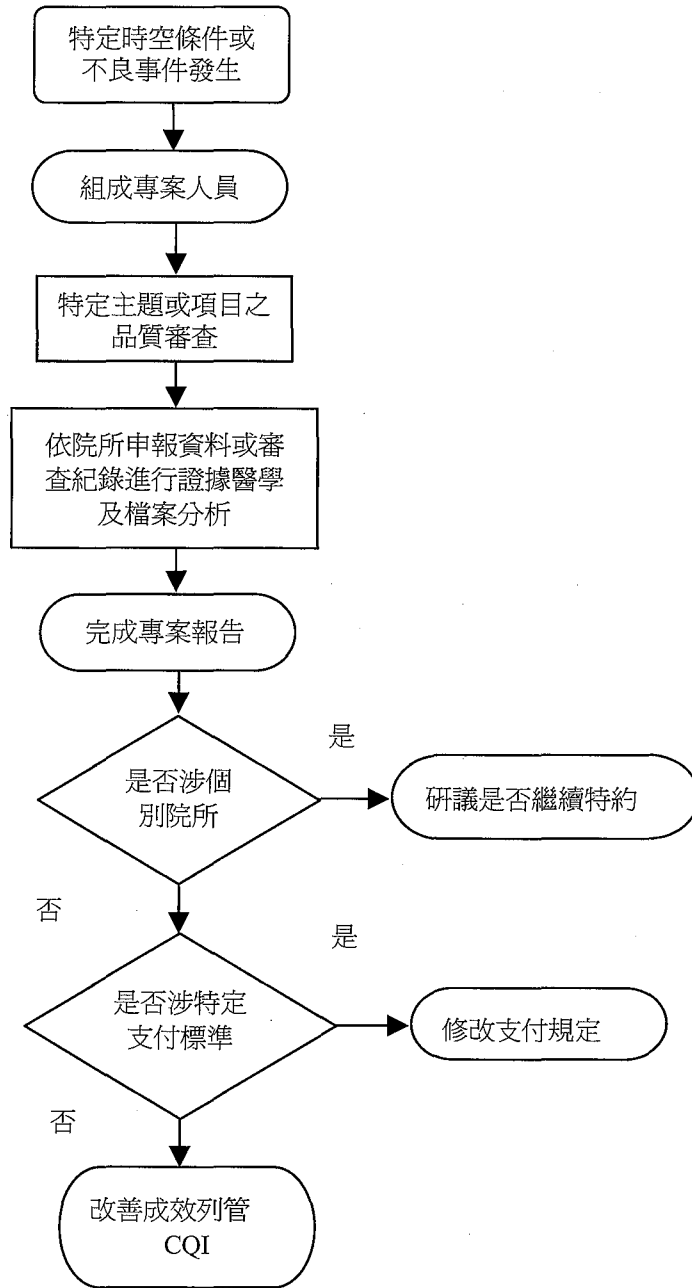 特定時空條件或
不良事件發生
組成專案人員
特定主題或項目之
品質審查
依院所申報資料或審
查紀錄進行證據醫學
及檔案分析
完成專案報告
是
是否涉個
別院所
研議是否繼續特約
否
是
是否涉特定
支付標準
修改支付規定
否
改善成效列管
CQI